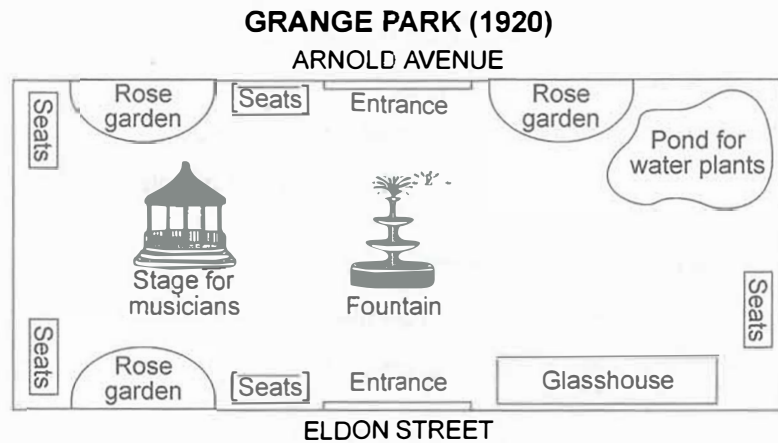 GRANGE PARK (1920)
ARNOLD AVENUE
Seats
Rose
garden
[Seats]
Entrance
Rose
garden
Pond for
water plants
Stage for
musicians
Fountain
Seats
Seats
Rose
garden
[Seats]
Entrance
Glasshouse
ELDON STREET